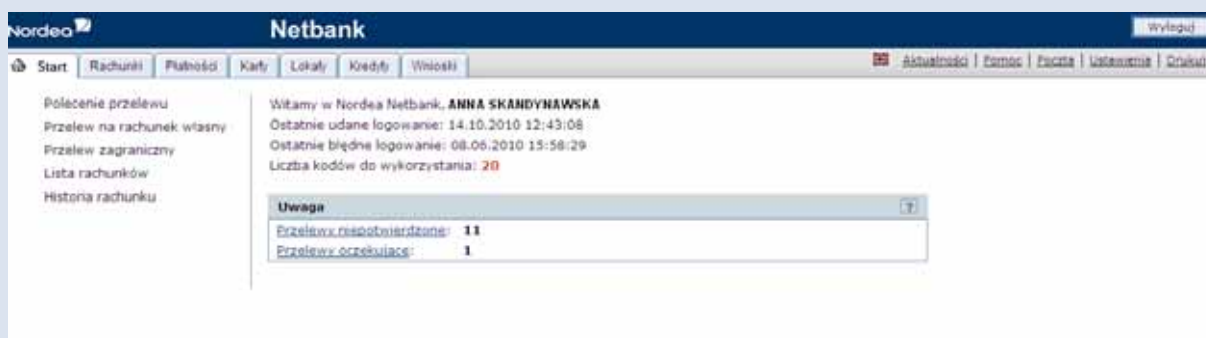 Nordea
Netbank
Wyloguj
Start Rachunki Płatności Karty Lokaty Kredyty Wnioski
Aktualności | Pomoc | Poczta | Ustawienia | Drukuj
Polecenie przelewu
Przelew na rachunek własny
Przelew zagraniczny
Lista rachunków
Historia rachunku
Witamy w Nordea Netbank, ANNA SKANDYNAWSKA
Ostatnie udane logowanie: 14.10.2010 12:43:08
Ostatnie błędne logowanie: 08.06.2010 15:58:29
Liczba kodów do wykorzystania: 20
Uwaga ?
Przelewy niepotwierdzone: 11
Przelewy oczekujące: 1